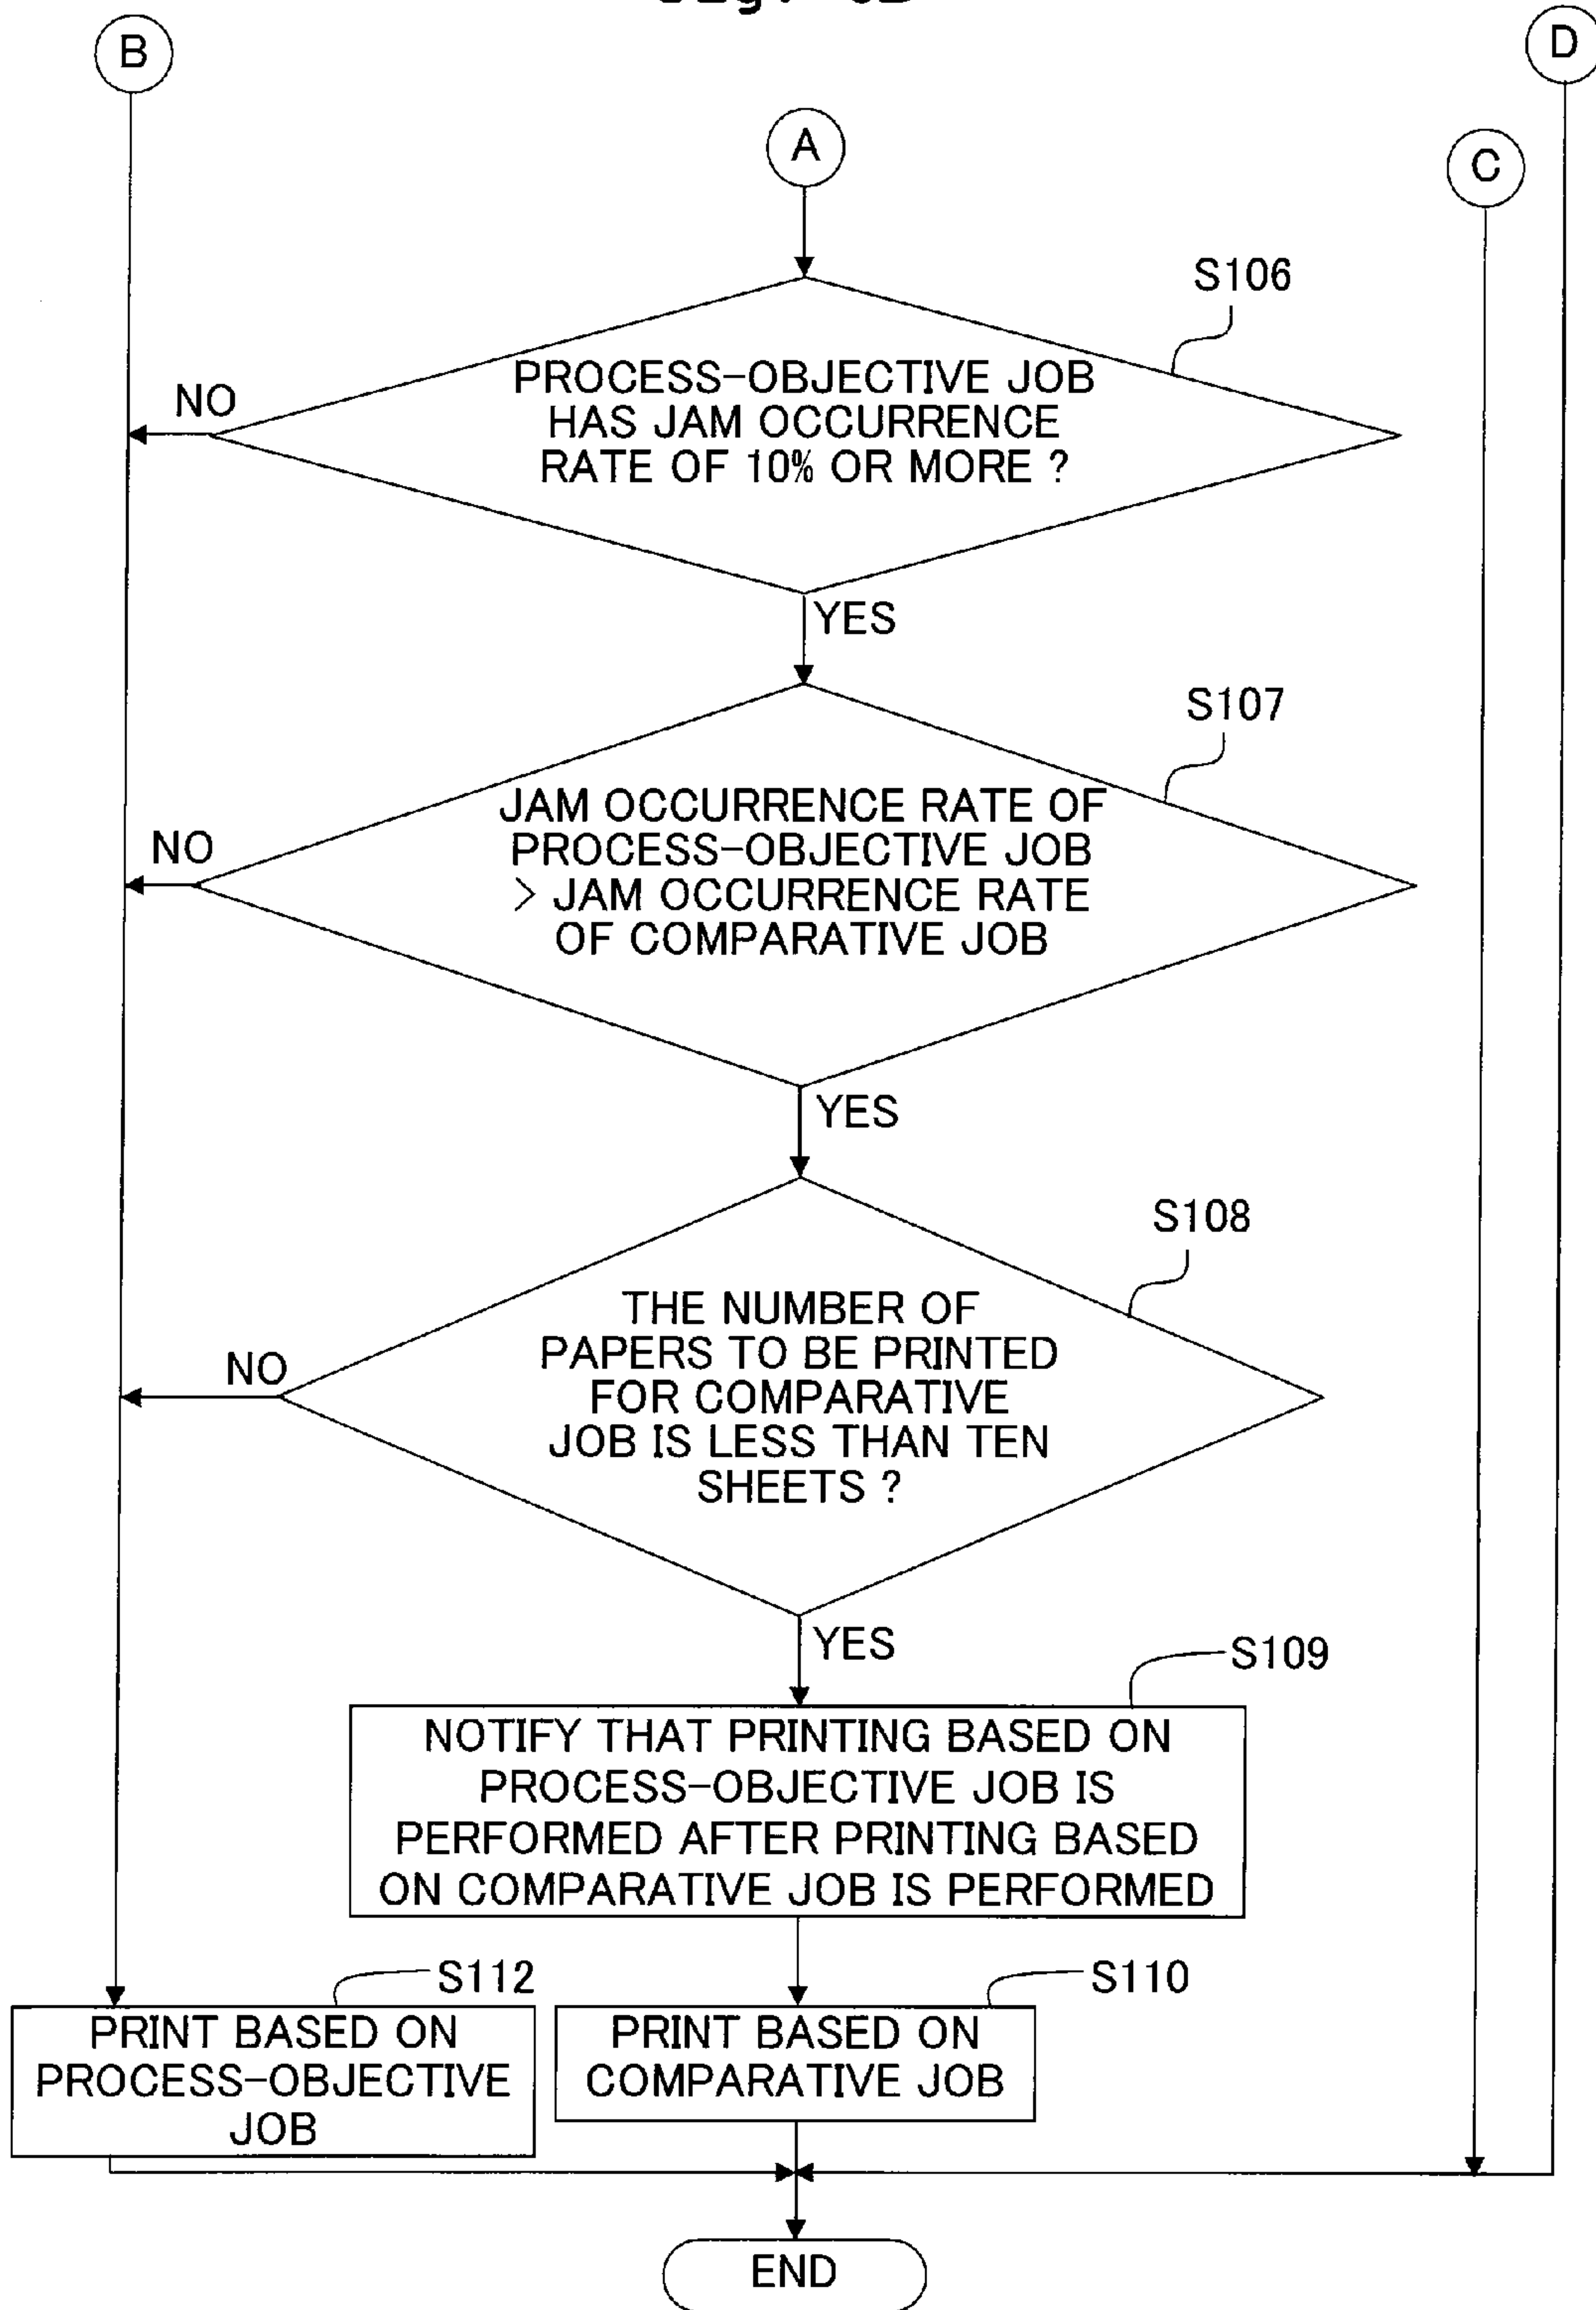 B
D
A
C
S106
PROCESS-OBJECTIVE JOB
HAS JAM OCCURRENCE
RATE OF 10% OR MORE ?
NO
YES
S107
JAM OCCURRENCE RATE OF
PROCESS-OBJECTIVE JOB
> JAM OCCURRENCE RATE
OF COMPARATIVE JOB
NO
YES
S108
THE NUMBER OF
PAPERS TO BE PRINTED
FOR COMPARATIVE
JOB IS LESS THAN TEN
SHEETS ?
NO
YES
S109
NOTIFY THAT PRINTING BASED ON
PROCESS-OBJECTIVE JOB IS
PERFORMED AFTER PRINTING BASED
ON COMPARATIVE JOB IS PERFORMED
S112
PRINT BASED ON
PROCESS-OBJECTIVE
JOB
S110
PRINT BASED ON
COMPARATIVE JOB
END